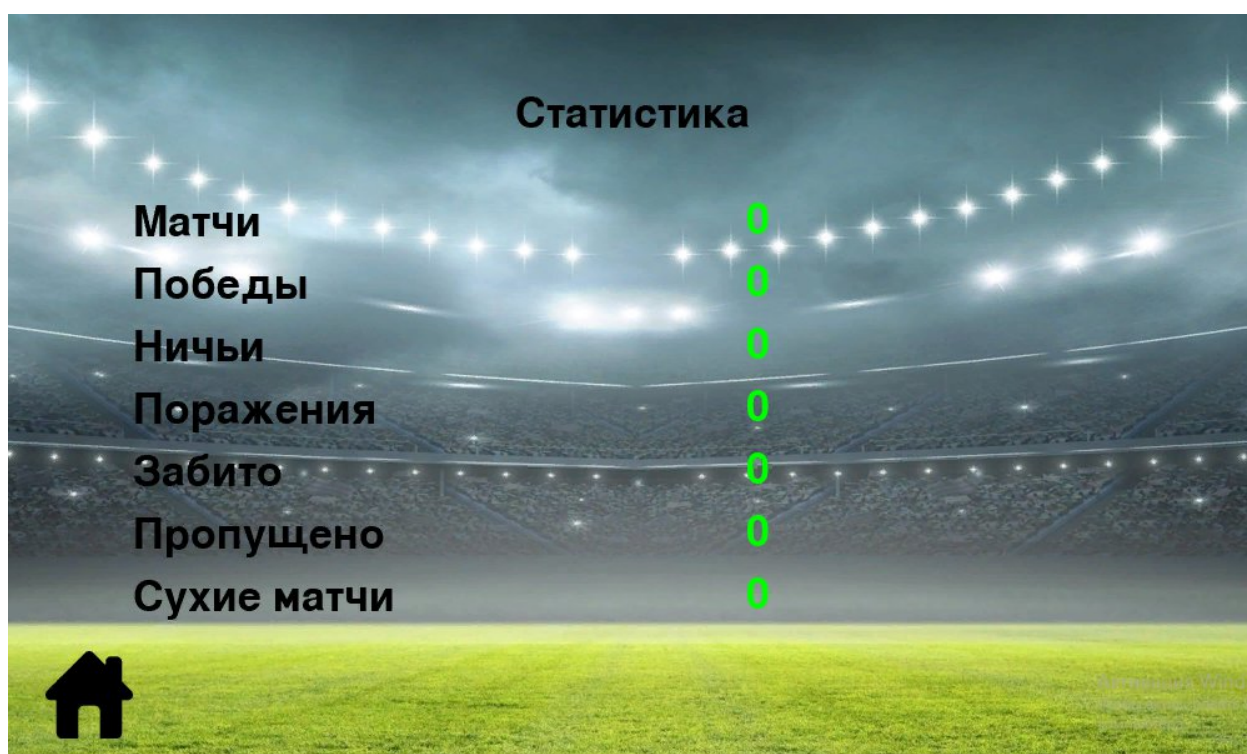 Статистика
Матчи 0
Победы 0
Ничьи 0
Поражения 0
Забито 0
Пропущено 0
Сухие матчи 0